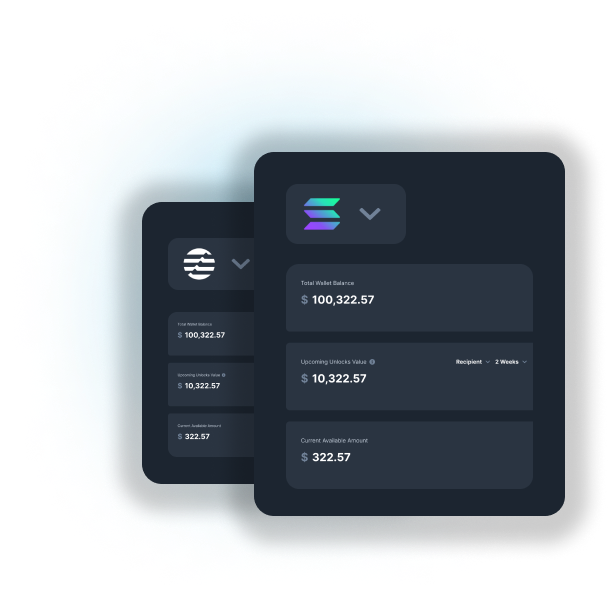 Total Wallet Balance
$ 100,322.57
Upcoming Unlocks Value
$ 10,322.57
Current Available Amount
$ 322.57
Total Wallet Balance
$ 100,322.57
Upcoming Unlocks Value Recipient 2 Weeks
$ 10,322.57
Current Available Amount
$ 322.57